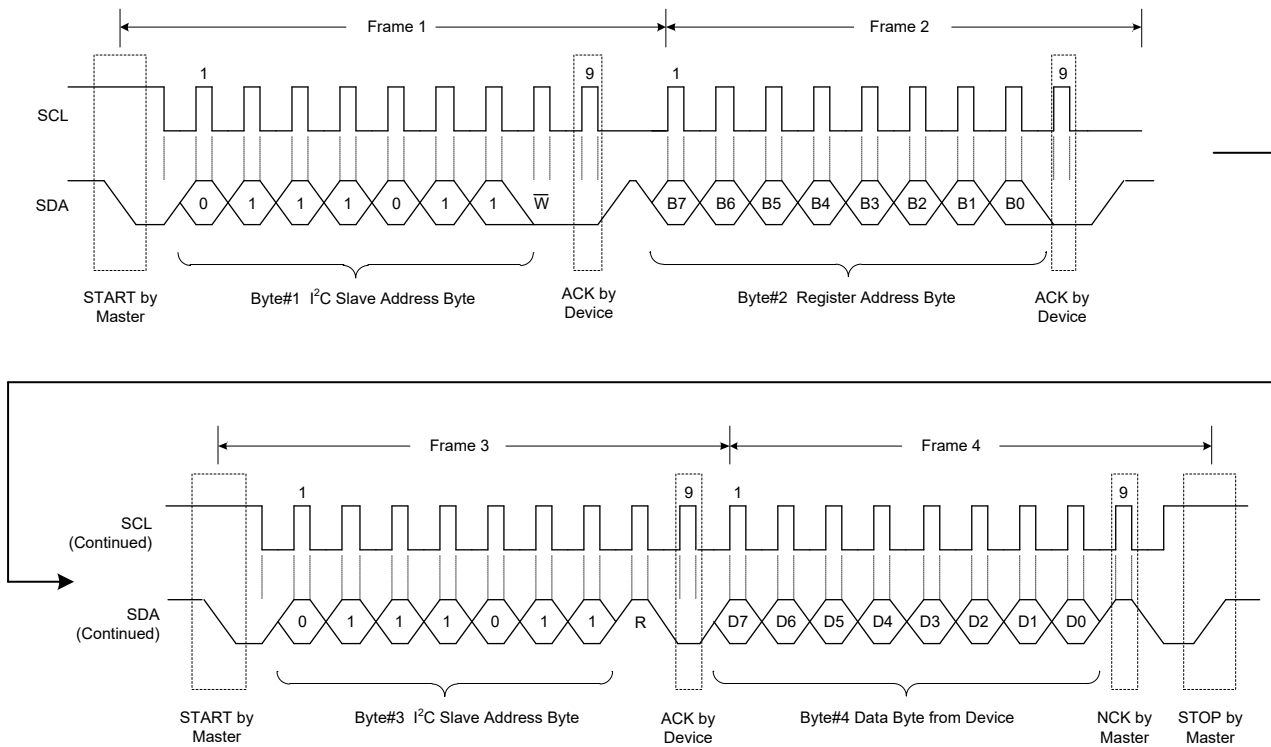 Frame 1
Frame 2
1
9
1
9
SCL
SDA
0 1 1 1 0 1 1 W̅
B7 B6 B5 B4 B3 B2 B1 B0
START by
Master
Byte#1 I²C Slave Address Byte
ACK by
Device
Byte#2 Register Address Byte
ACK by
Device
Frame 3
Frame 4
1
9
1
9
SCL
(Continued)
SDA
(Continued)
0 1 1 1 0 1 1 R
D7 D6 D5 D4 D3 D2 D1 D0
START by
Master
Byte#3 I²C Slave Address Byte
ACK by
Device
Byte#4 Data Byte from Device
NCK by
Master
STOP by
Master